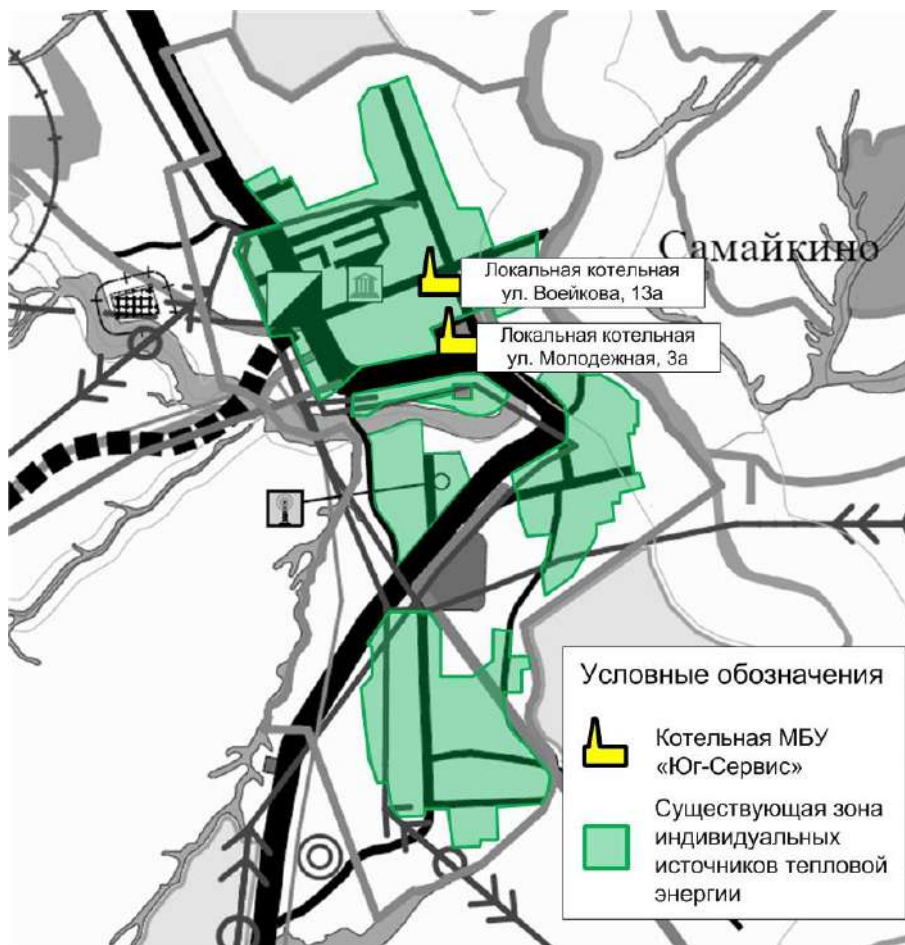 Самайкино
Локальная котельная
ул. Воейкова, 13а
Локальная котельная
ул. Молодежная, 3а
Условные обозначения
Котельная МБУ
«Юг-Сервис»
Существующая зона
индивидуальных
источников тепловой
энергии